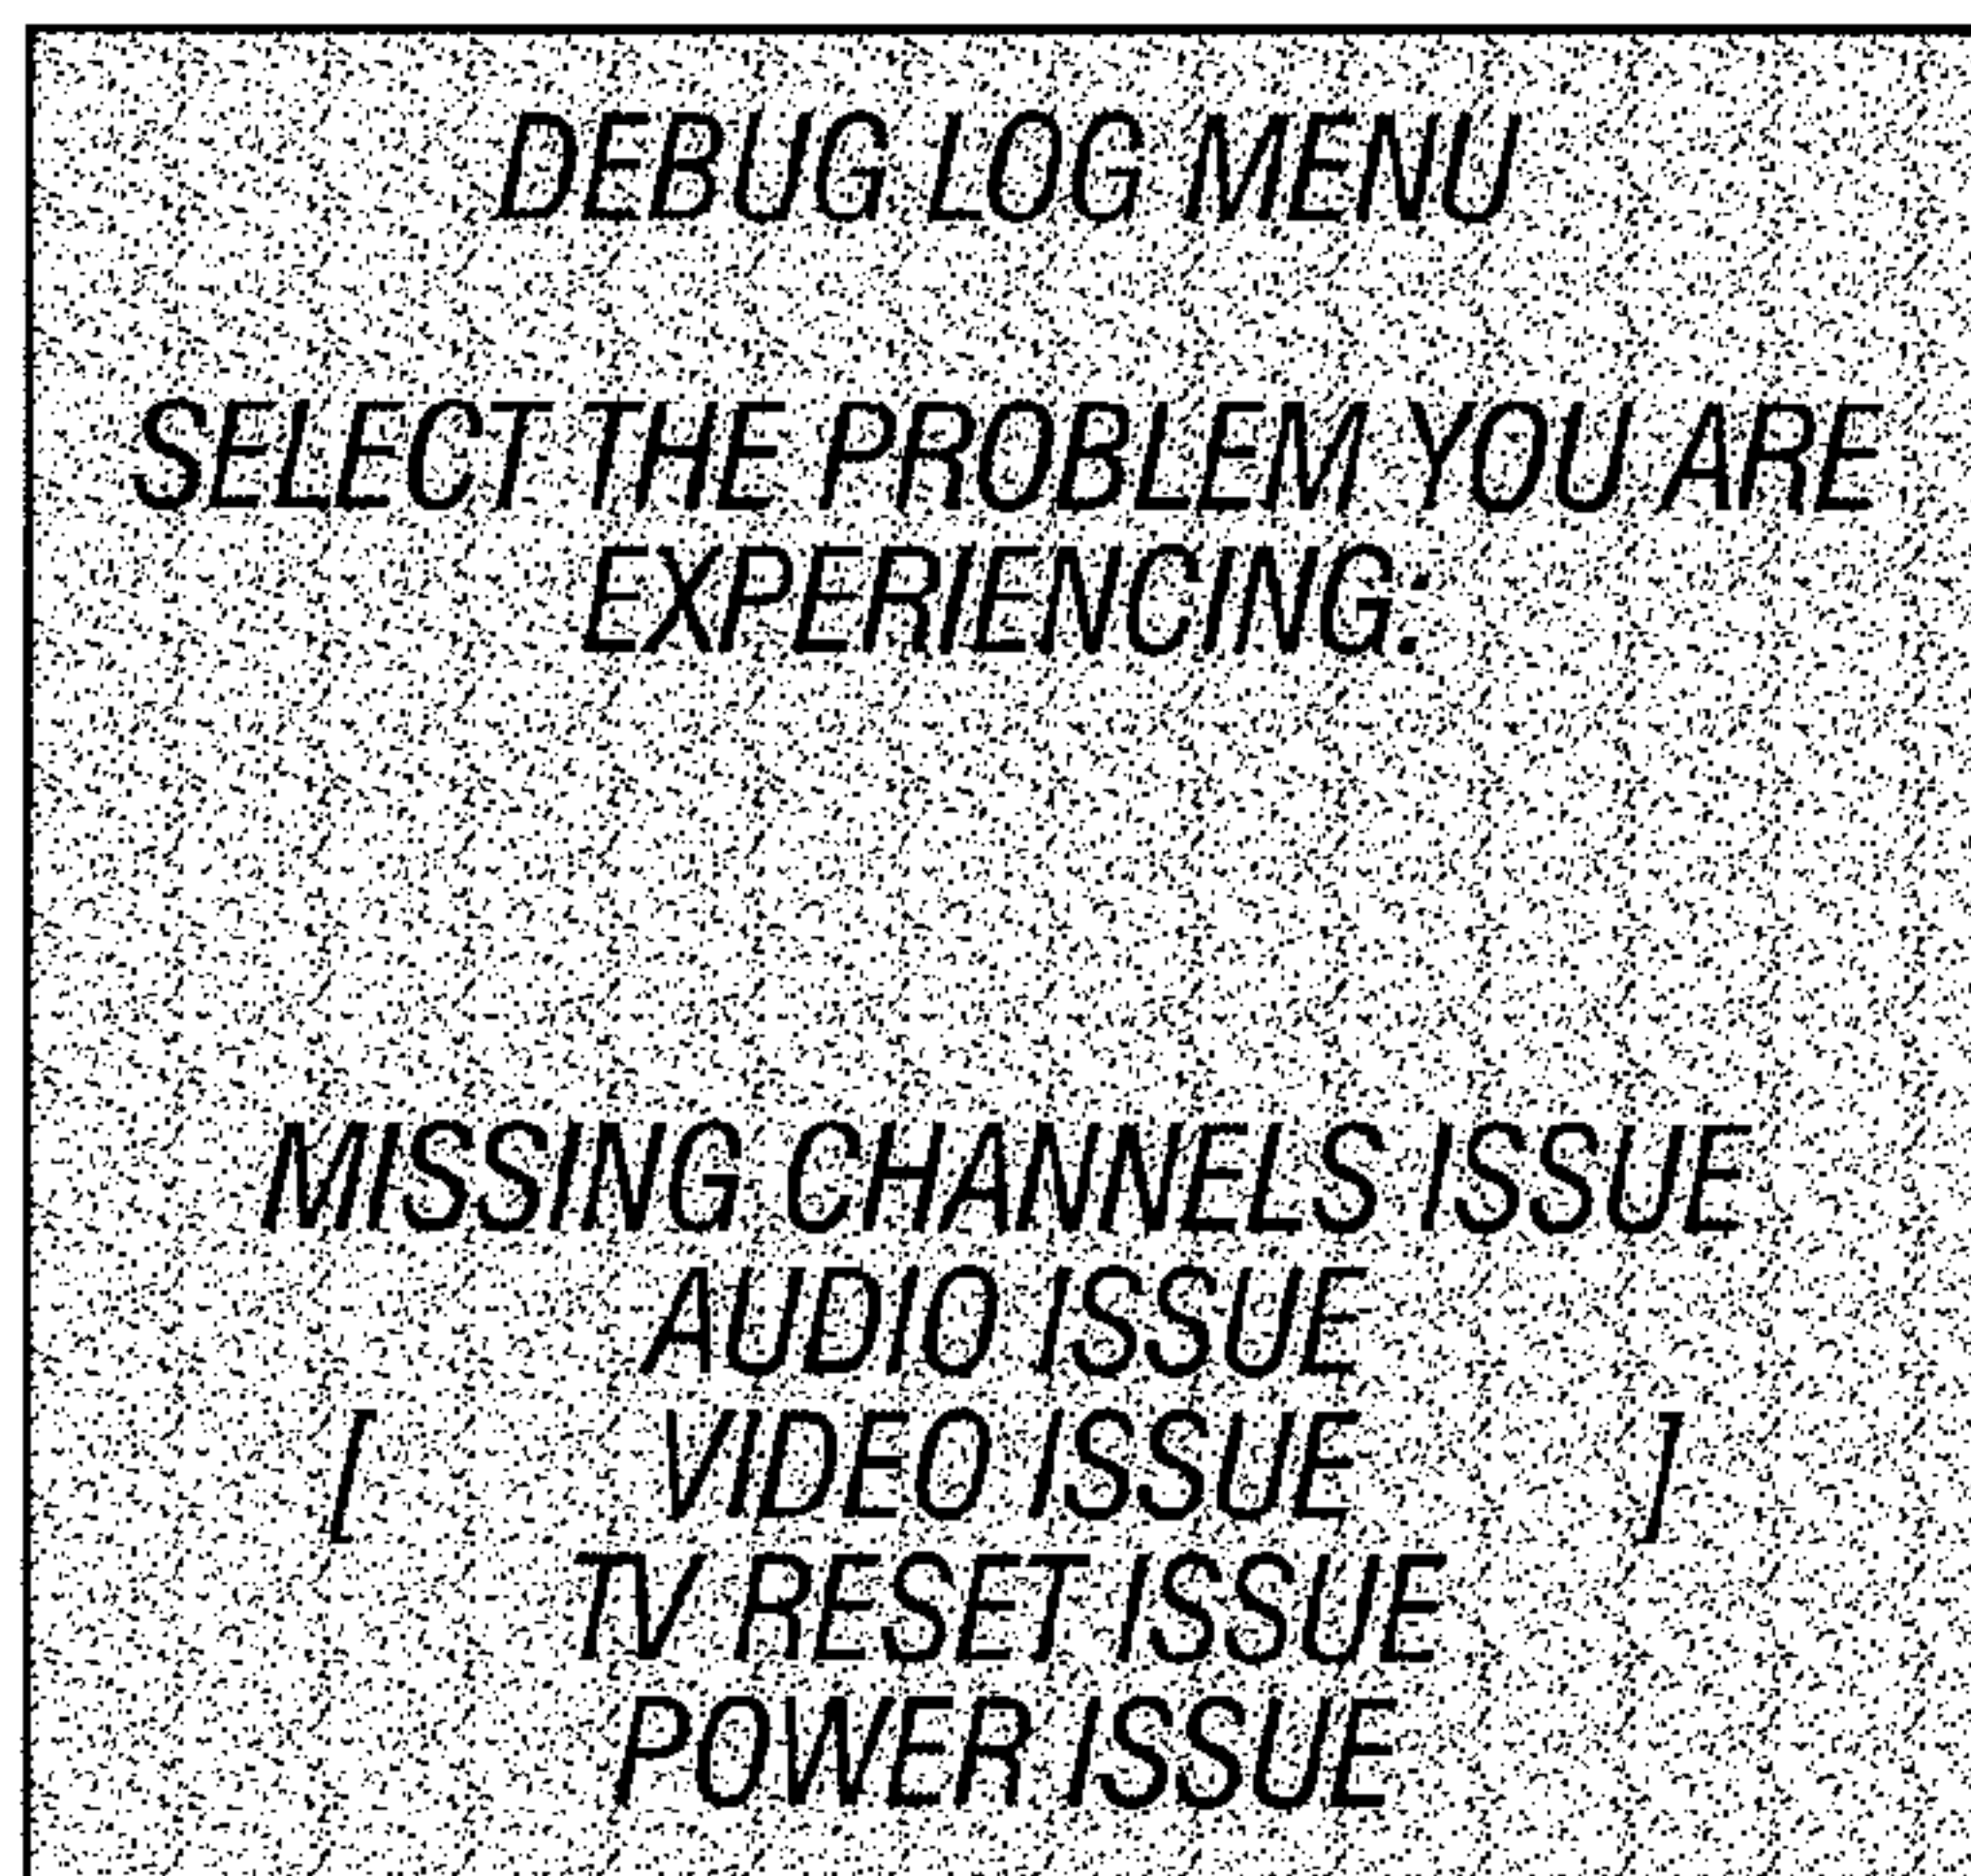 DEBUG LOG MENU
SELECT THE PROBLEM YOU ARE
EXPERIENCING:
MISSING CHANNELS ISSUE
AUDIO ISSUE
[ VIDEO ISSUE ]
TV RESET ISSUE
POWER ISSUE